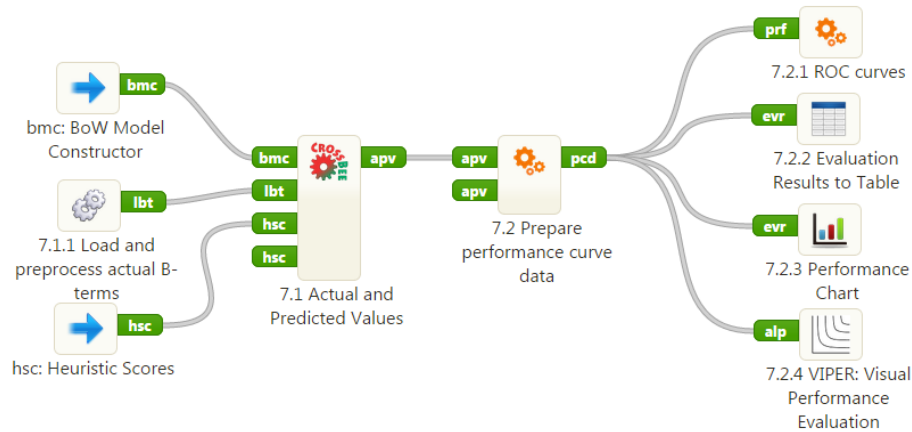 bmc
bmc: BoW Model
Constructor
lbt
7.1.1 Load and
preprocess actual B-
terms
hsc
hsc: Heuristic Scores
CROSS
BEE
bmc
apv
lbt
hsc
hsc
7.1 Actual and
Predicted Values
apv
pcd
apv
7.2 Prepare
performance curve
data
prf
7.2.1 ROC curves
evr
7.2.2 Evaluation
Results to Table
evr
7.2.3 Performance
Chart
alp
7.2.4 VIPER: Visual
Performance
Evaluation